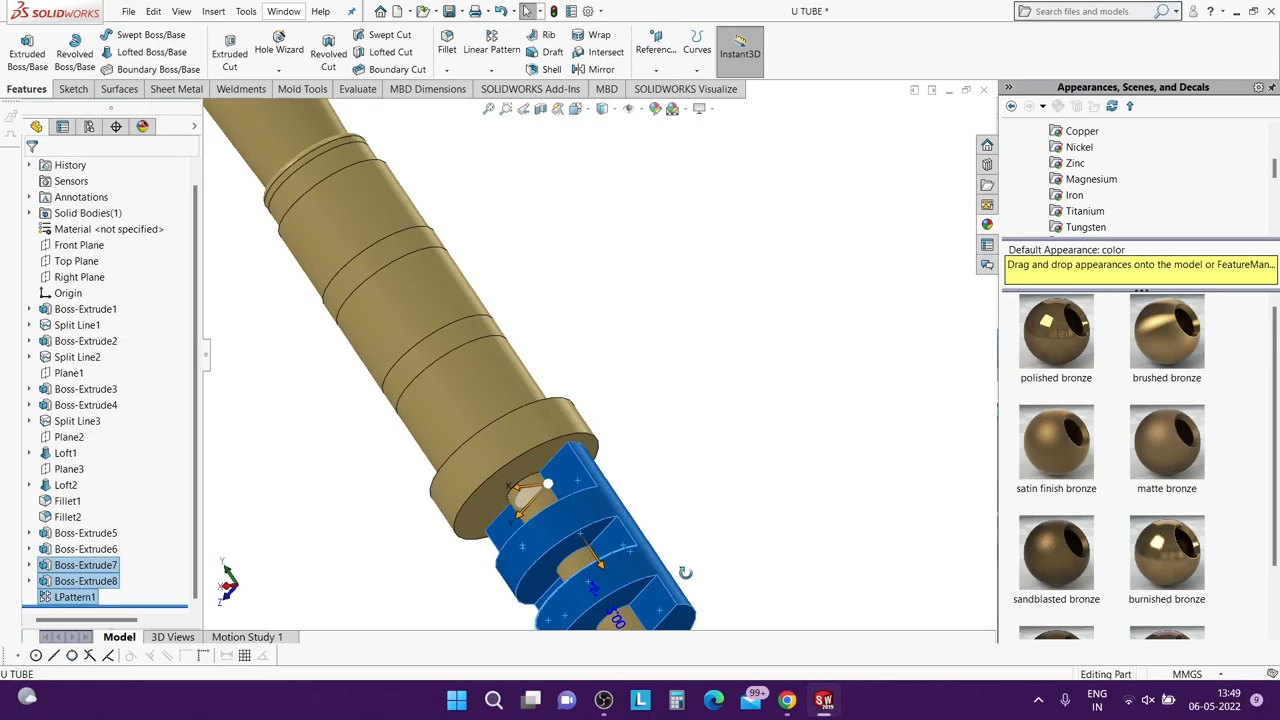 SOLIDWORKS File Edit View Insert Tools Window Help U TUBE * Search files and models
Extruded Boss/Base Revolved Boss/Base Swept Boss/Base Lofted Boss/Base Boundary Boss/Base Extruded Cut Hole Wizard Revolved Cut Swept Cut Lofted Cut Boundary Cut Fillet Linear Pattern Rib Draft Shell Wrap Intersect Mirror Referenc... Curves Instant3D
Features Sketch Surfaces Sheet Metal Weldments Mold Tools Evaluate MBD Dimensions SOLIDWORKS Add-Ins MBD SOLIDWORKS Visualize
Appearances, Scenes, and Decals
History
Sensors
Annotations
Solid Bodies(1)
Material <not specified>
Front Plane
Top Plane
Right Plane
Origin
Boss-Extrude1
Split Line1
Boss-Extrude2
Split Line2
Plane1
Boss-Extrude3
Boss-Extrude4
Split Line3
Plane2
Loft1
Plane3
Loft2
Fillet1
Fillet2
Boss-Extrude5
Boss-Extrude6
Boss-Extrude7
Boss-Extrude8
LPattern1
X
Y
Y
X
Z
Copper
Nickel
Zinc
Magnesium
Iron
Titanium
Tungsten
Default Appearance: color
Drag and drop appearances onto the model or FeatureMan...
polished bronze brushed bronze
satin finish bronze matte bronze
sandblasted bronze burnished bronze
Model 3D Views Motion Study 1
U TUBE Editing Part MMGS
99+
L
SW
2019
ENG
IN
13:49
06-05-2022
9